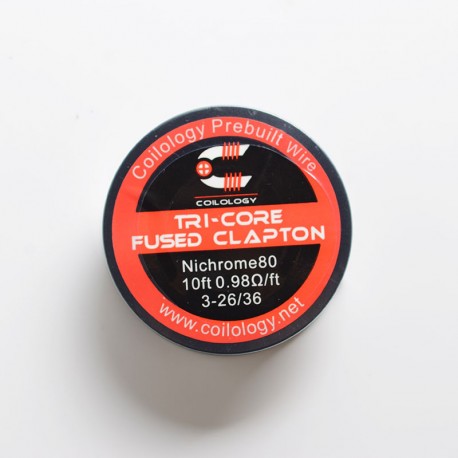 Coilology Prebuilt Wire
COILOLOGY
TRI-CORE
FUSED CLAPTON
Nichrome80
10ft 0.98Ω/ft
3-26/36
www.coilology.net